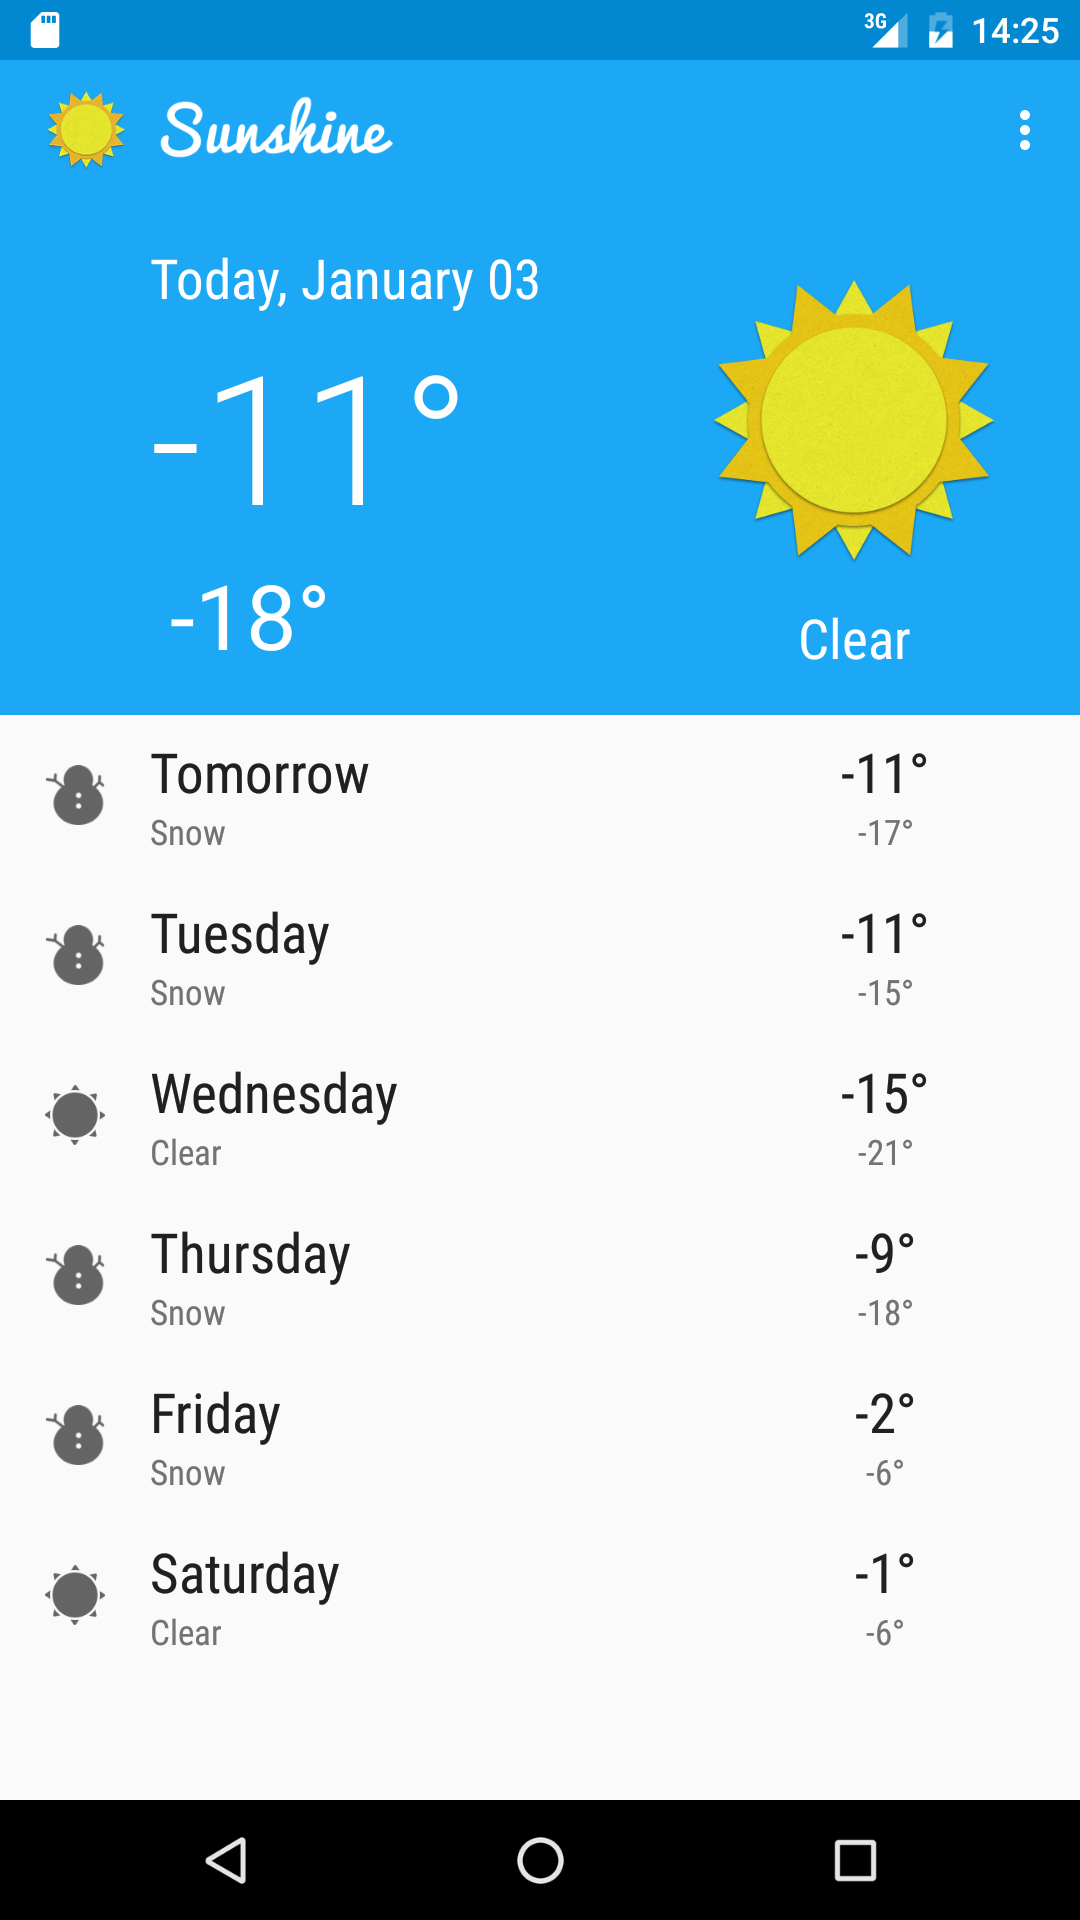 3G 14:25
Sunshine
Today, January 03
-11°
-18°
Clear
Tomorrow -11°
Snow -17°
Tuesday -11°
Snow -15°
Wednesday -15°
Clear -21°
Thursday -9°
Snow -18°
Friday -2°
Snow -6°
Saturday -1°
Clear -6°